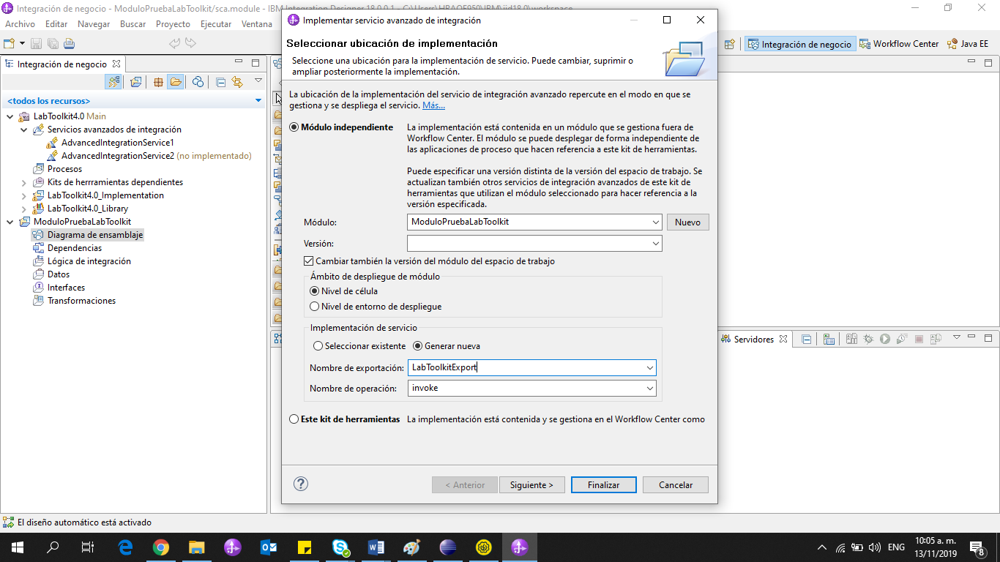 Integración de negocio - ModuloPruebaLabToolkit/sca.module - IBM Integration Designer 18.0.0.1 - C:\Users\HRAOE950\IBM\iid18.0\workspace
Archivo Editar Navegar Buscar Proyecto Ejecutar Ventana
Integración de negocio Workflow Center Java EE
Integración de negocio
<todos los recursos>
LabToolkit4.0 Main
Servicios avanzados de integración
AdvancedIntegrationService1
AdvancedIntegrationService2 (no implementado)
Procesos
Kits de herrramientas dependientes
LabToolkit4.0_Implementation
LabToolkit4.0_Library
ModuloPruebaLabToolkit
Diagrama de ensamblaje
Dependencias
Lógica de integración
Datos
Interfaces
Transformaciones
Implementar servicio avanzado de integración
Seleccionar ubicación de implementación
Seleccione una ubicación para la implementación de servicio. Puede cambiar, suprimir o
ampliar posteriormente la implementación.
La ubicación de la implementación del servicio de integración avanzado repercute en el modo en que se
gestiona y se despliega el servicio. Más...
Módulo independiente
La implementación está contenida en un módulo que se gestiona fuera de
Workflow Center. El módulo se puede desplegar de forma independiente de
las aplicaciones de proceso que hacen referencia a este kit de herramientas.
Puede especificar una versión distinta de la versión del espacio de trabajo. Se
actualizan también otros servicios de integración avanzados de este kit de
herramientas que utilizan el módulo seleccionado para hacer referencia a la
versión especificada.
Módulo: ModuloPruebaLabToolkit Nuevo
Versión:
Cambiar también la versión del módulo del espacio de trabajo
Ámbito de despliegue de módulo
Nivel de célula
Nivel de entorno de despliegue
Implementación de servicio
Seleccionar existente Generar nueva
Nombre de exportación: LabToolkitExport
Nombre de operación: invoke
Este kit de herramientas La implementación está contenida y se gestiona en el Workflow Center como
< Anterior Siguiente > Finalizar Cancelar
Servidores
El diseño automático está activado
ENG
10:05 a. m.
13/11/2019
8